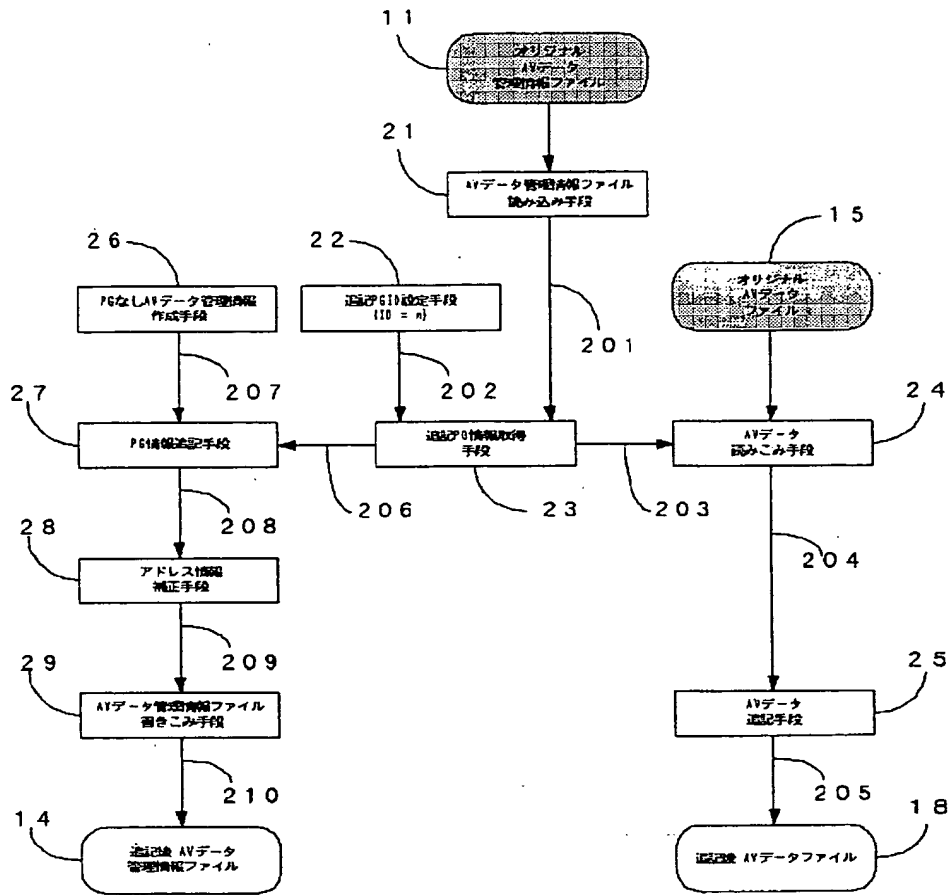 11
オリジナル
AVデータ
管理情報ファイル
21
AVデータ管理情報ファイル
読み込み手段
26
22
15
PGなしAVデータ管理情報
作成手段
追記PGID設定手段
(ID = n)
オリジナル
AVデータ
ファイル
201
207
202
27
24
PG情報追記手段
追記PG情報取得
手段
AVデータ
読みこみ手段
206
23
203
208
28
204
アドレス情報
補正手段
209
29
25
AVデータ管理情報ファイル
書きこみ手段
AVデータ
追記手段
210
205
14
18
追記後 AVデータ
管理情報ファイル
追記後 AVデータファイル